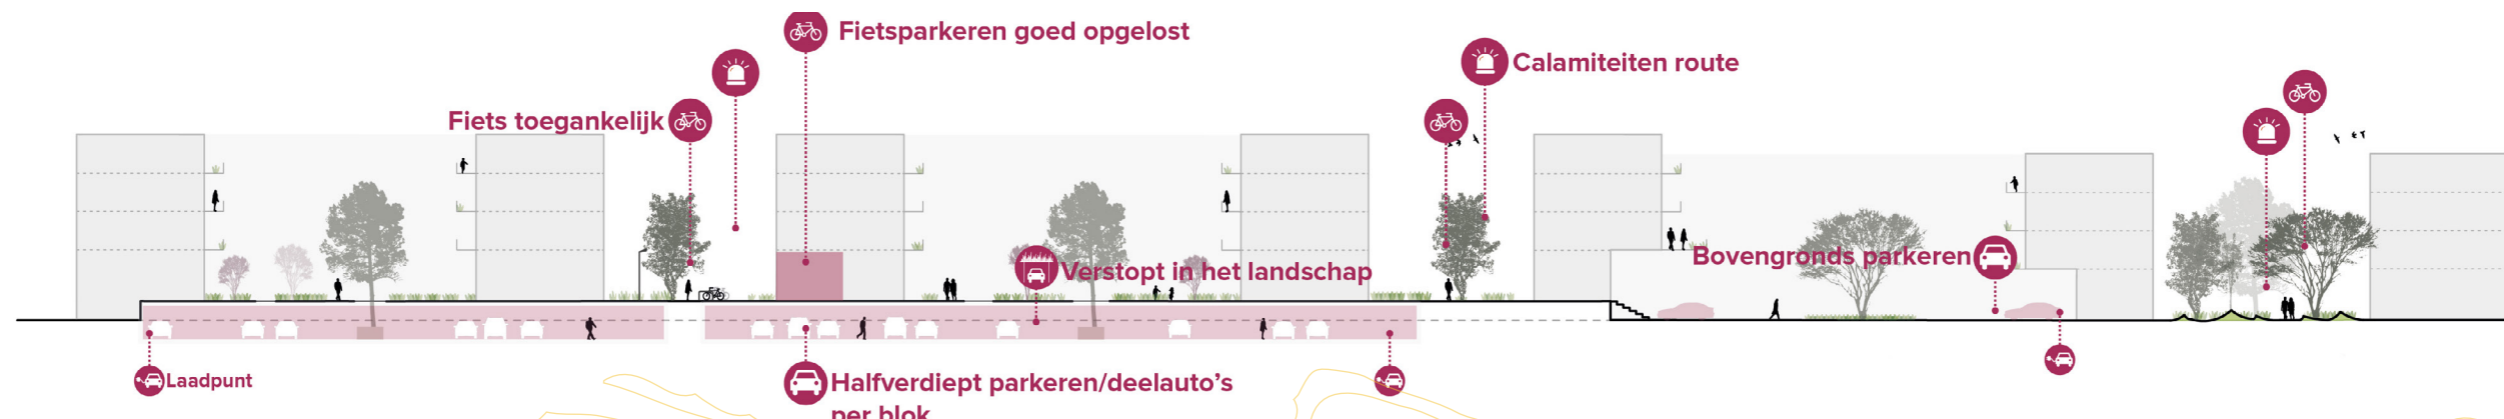 Fietsparkeren goed opgelost
Calamiteiten route
Fiets toegankelijk
Bovengronds parkeren
Verstopt in het landschap
Laadpunt
Halfverdiept parkeren/deelauto’s
per blok